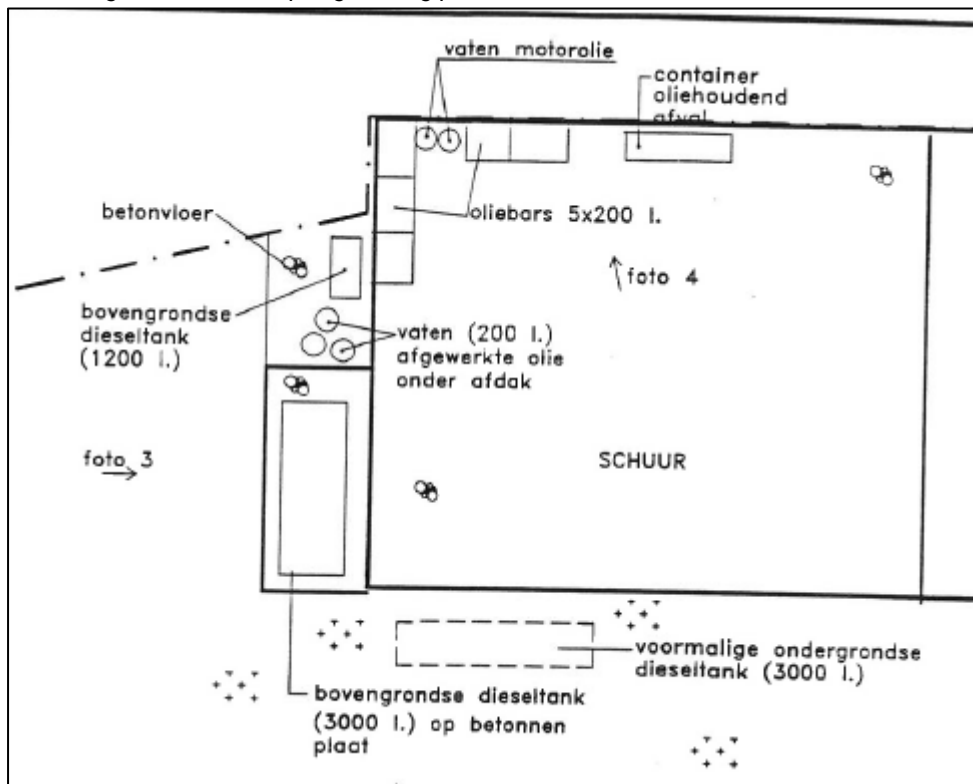 vaten motorolie
container
oliehoudend
afval
betonvloer
oliebars 5x200 l.
foto 4
bovengrondse
dieseltank
(1200 l.)
vaten (200 l.)
afgewerkte olie
onder afdak
foto 3
SCHUUR
voormalige ondergrondse
dieseltank (3000 l.)
bovengrondse dieseltank
(3000 l.) op betonnen
plaat